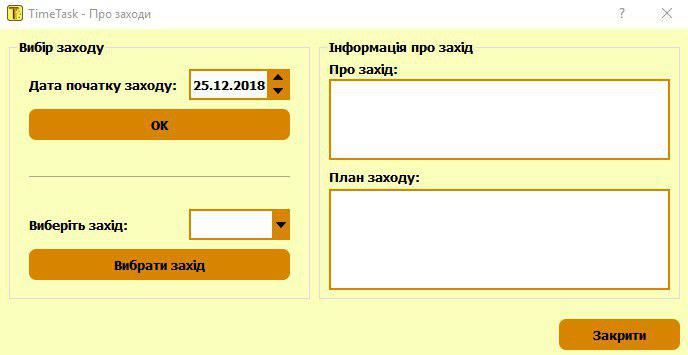 TimeTask - Про заходи
?
Вибір заходу
Дата початку заходу: 25.12.2018
OK
Виберіть захід:
Вибрати захід
Інформація про захід
Про захід:
План заходу:
Закрити